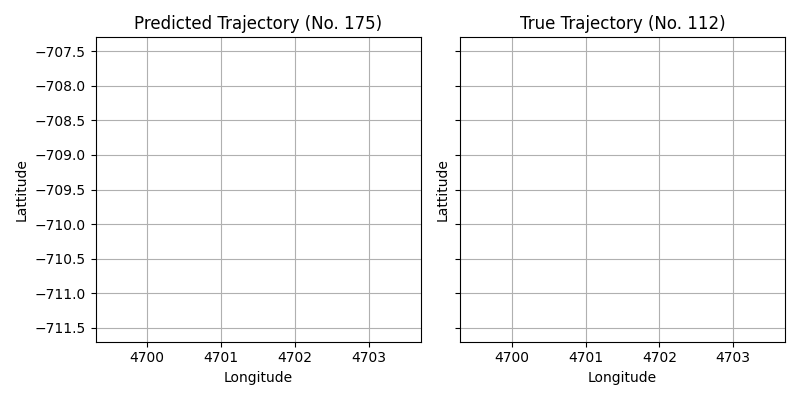 Predicted Trajectory (No. 175)
True Trajectory (No. 112)
−707.5
−708.0
−708.5
−709.0
−709.5
−710.0
−710.5
−711.0
−711.5
Lattitude
Lattitude
4700 4701 4702 4703
4700 4701 4702 4703
Longitude
Longitude